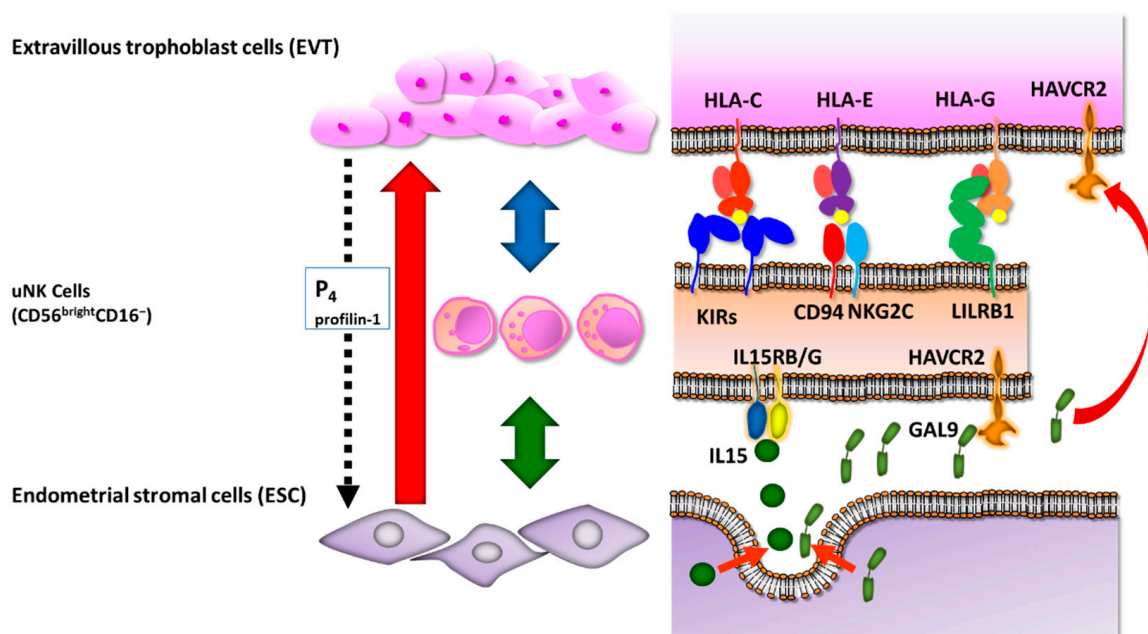 Extravillous trophoblast cells (EVT)
HLA-C
HLA-E
HLA-G
HAVCR2
P₄
profilin-1
uNK Cells
(CD56ᵇʳⁱᵍʰᵗCD16⁻)
KIRs
CD94 NKG2C
LILRB1
IL15RB/G
HAVCR2
GAL9
IL15
Endometrial stromal cells (ESC)